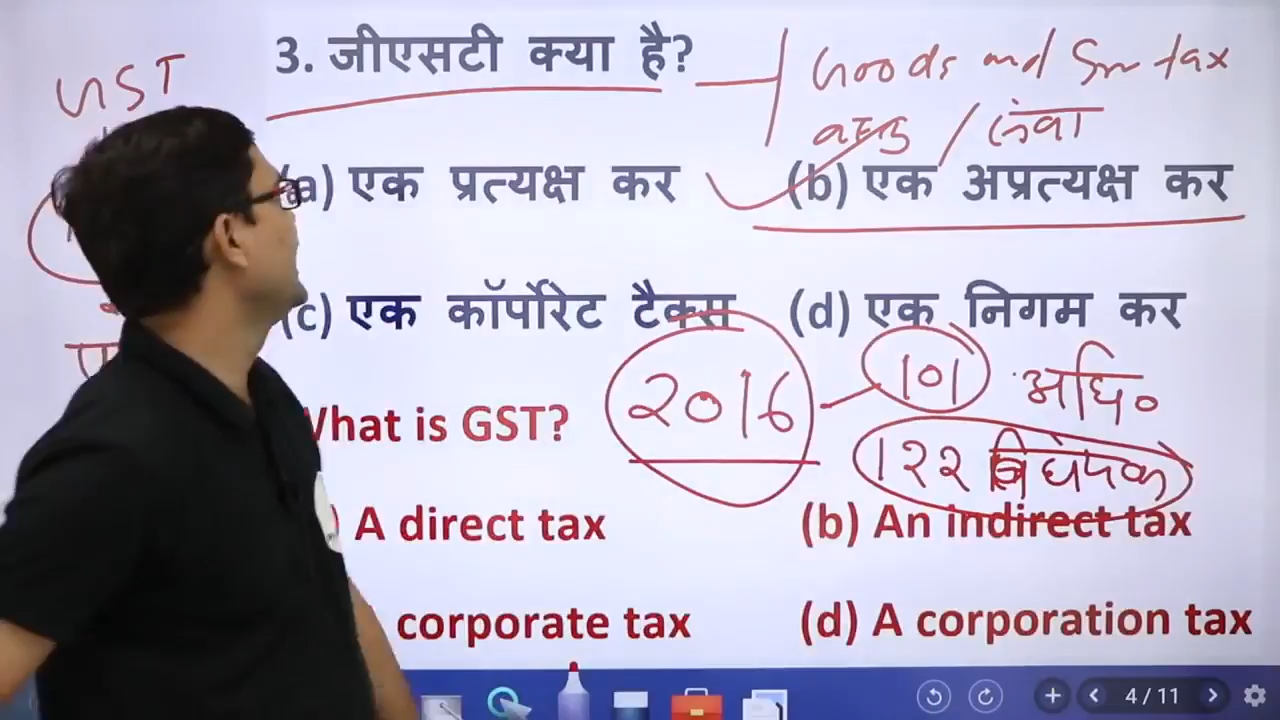 GST
3. जीएसटी क्या है?
Goods and Ser tax
वस्तु / सेवा
(a) एक प्रत्यक्ष कर
(b) एक अप्रत्यक्ष कर
(c) एक कॉर्पोरेट टैक्स
(d) एक निगम कर
2016
101 अधि०
122 विधेयक
What is GST?
A direct tax
(b) An indirect tax
corporate tax
(d) A corporation tax
4 / 11